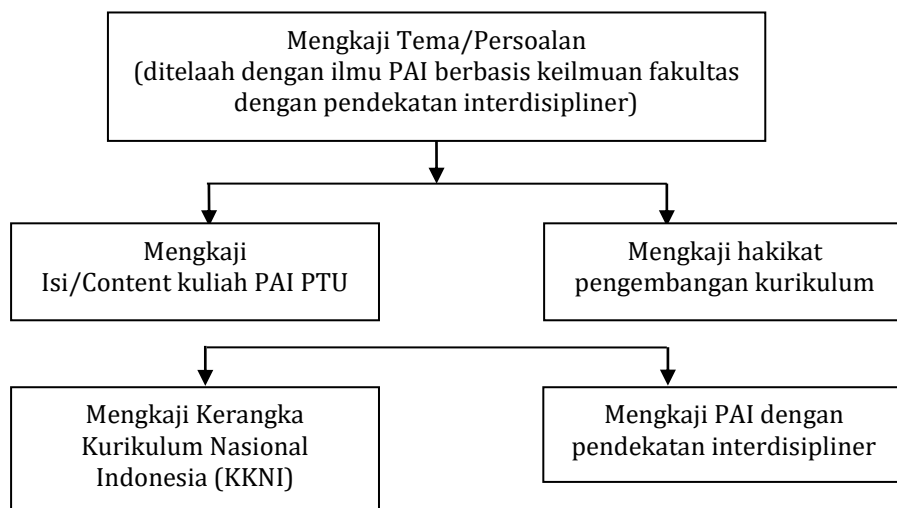 Mengkaji Tema/Persoalan
(ditelaah dengan ilmu PAI berbasis keilmuan fakultas
dengan pendekatan interdisipliner)
Mengkaji
Isi/Content kuliah PAI PTU
Mengkaji hakikat
pengembangan kurikulum
Mengkaji Kerangka
Kurikulum Nasional
Indonesia (KKNI)
Mengkaji PAI dengan
pendekatan interdisipliner